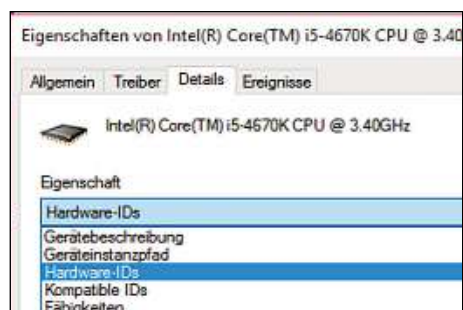 Eigenschaften von Intel(R) Core(TM) i5-4670K CPU @ 3.40
Allgemein Treiber Details Ereignisse
Intel(R) Core(TM) i5-4670K CPU @ 3.40GHz
Eigenschaft
Hardware-IDs
Gerätebeschreibung
Geräteinstanzpfad
Hardware-IDs
Kompatible IDs
Fähigkeiten